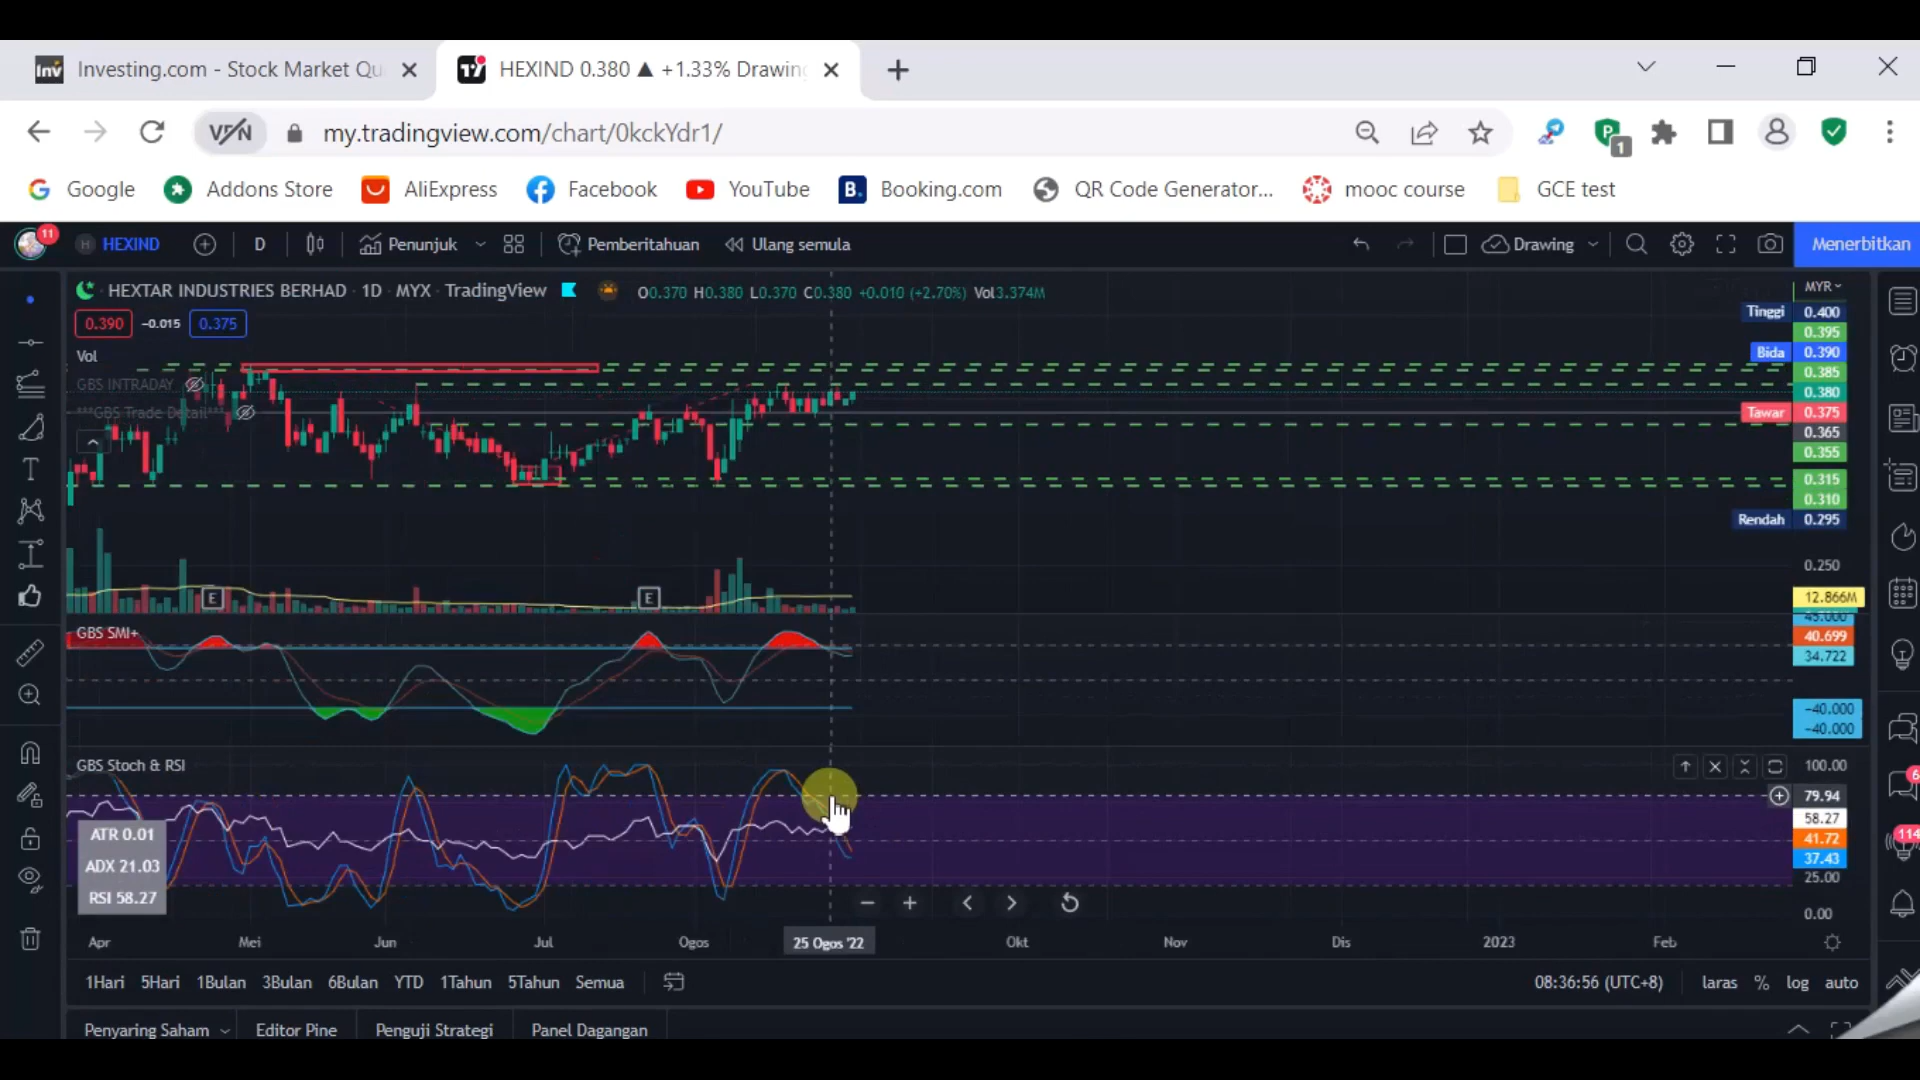 Investing.com - Stock Market Qu
HEXIND 0.380 ▲ +1.33% Drawing
VPN
my.tradingview.com/chart/0kckYdr1/
1
Google
Addons Store
AliExpress
Facebook
YouTube
Booking.com
QR Code Generator...
mooc course
GCE test
11
HEXIND
D
Penunjuk
Pemberitahuan
Ulang semula
Drawing
Menerbitkan
HEXTAR INDUSTRIES BERHAD · 1D · MYX · TradingView
O0.370 H0.380 L0.370 C0.380 +0.010 (+2.70%) Vol3.374M
MYR
0.390 -0.015 0.375
Vol
GBS INTRADAY
***GBS Trade Detail***
Tinggi 0.400
0.395
Bida 0.390
0.385
0.380
Tawar 0.375
0.365
0.355
0.315
0.310
Rendah 0.295
0.250
12.866M
E
E
GBS SMI+
40.699
34.722
-40.000
-40.000
GBS Stoch & RSI
100.00
79.94
58.27
41.72
37.43
25.00
0.00
ATR 0.01
ADX 21.03
RSI 58.27
114
Apr Mei Jun Jul Ogos 25 Ogos '22 Okt Nov Dis 2023 Feb
1Hari 5Hari 1Bulan 3Bulan 6Bulan YTD 1Tahun 5Tahun Semua
08:36:56 (UTC+8)
laras % log auto
Penyaring Saham
Editor Pine
Penguji Strategi
Panel Dagangan